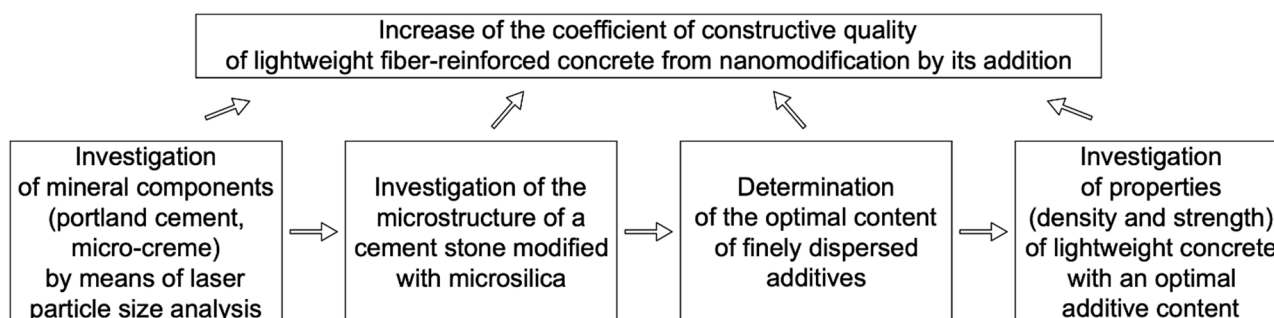 Increase of the coefficient of constructive quality
of lightweight fiber-reinforced concrete from nanomodification by its addition
Investigation
of mineral components
(portland cement,
micro-creme)
by means of laser
particle size analysis
Investigation of the
microstructure of a
cement stone modified
with microsilica
Determination
of the optimal content
of finely dispersed
additives
Investigation
of properties
(density and strength)
of lightweight concrete
with an optimal
additive content